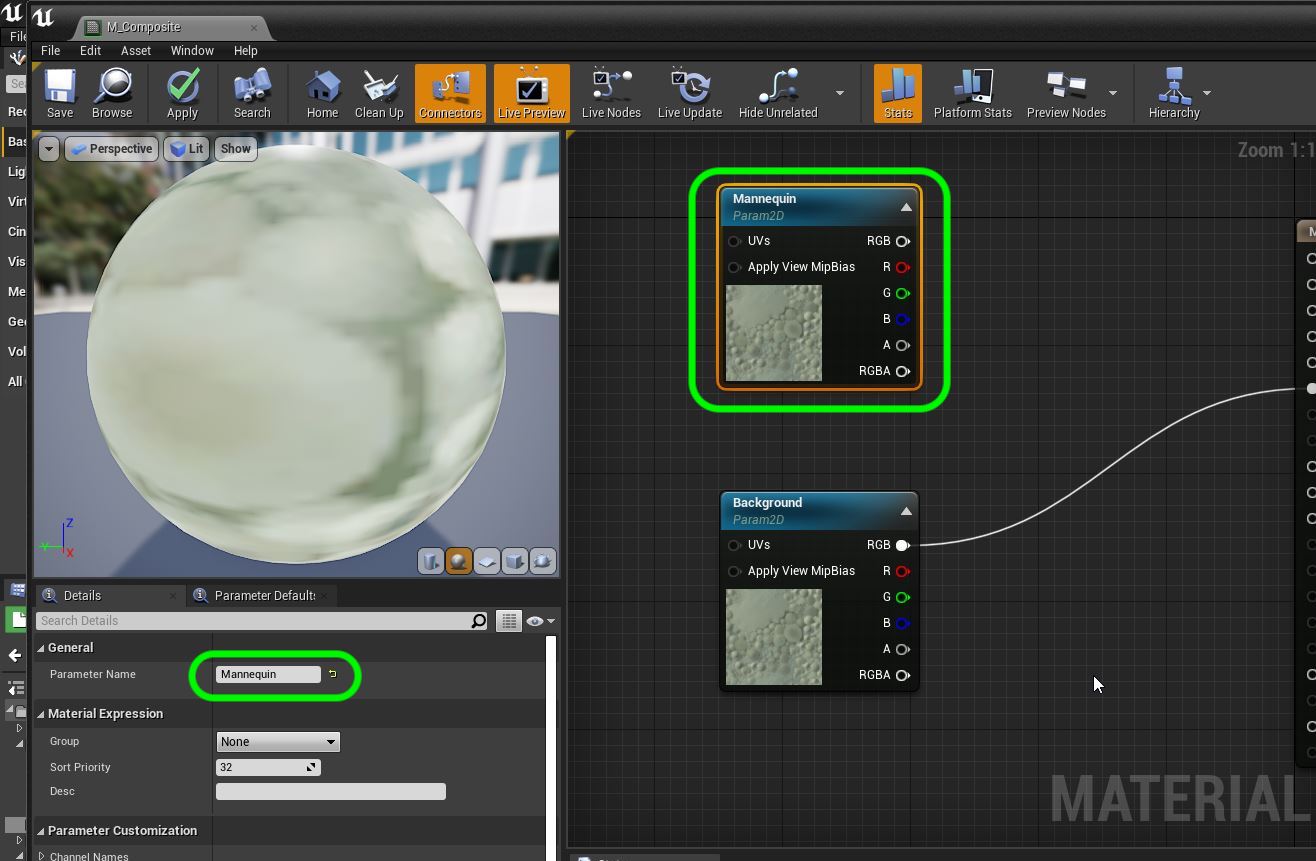 M_Composite
File
Edit
Asset
Window
Help
Save
Browse
Apply
Search
Home
Clean Up
Connectors
Live Preview
Live Nodes
Live Update
Hide Unrelated
Stats
Platform Stats
Preview Nodes
Hierarchy
Perspective
Lit
Show
Zoom 1:1
Mannequin
Param2D
UVs
RGB
Apply View MipBias
R
G
B
A
RGBA
Background
Param2D
UVs
RGB
Apply View MipBias
R
G
B
A
RGBA
Z
Y
X
MATERIAL
Details
Parameter Defaults
Search Details
General
Parameter Name
Mannequin
Material Expression
Group
None
Sort Priority
32
Desc
Parameter Customization
Channel Names
File
Sea
Rec
Bas
Lig
Virt
Cin
Vis
Me
Geo
Vol
All